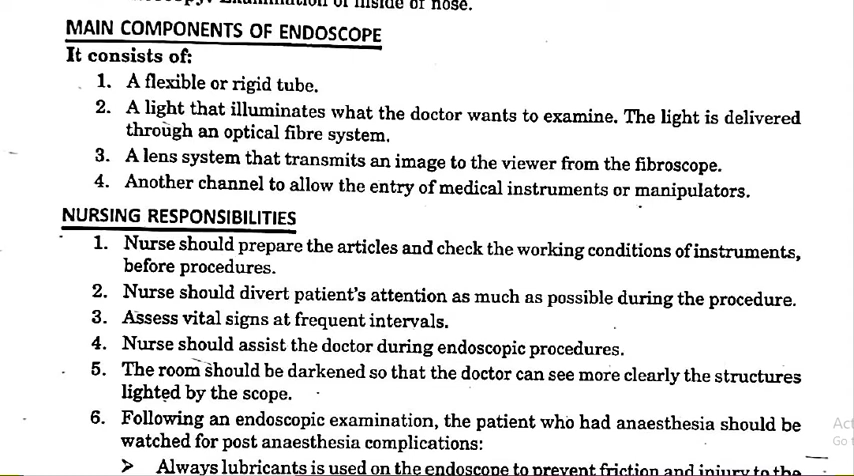 of inside of nose.
MAIN COMPONENTS OF ENDOSCOPE
It consists of:
1. A flexible or rigid tube.
2. A light that illuminates what the doctor wants to examine. The light is delivered
through an optical fibre system.
3. A lens system that transmits an image to the viewer from the fibroscope.
4. Another channel to allow the entry of medical instruments or manipulators.
NURSING RESPONSIBILITIES
1. Nurse should prepare the articles and check the working conditions of instruments,
before procedures.
2. Nurse should divert patient's attention as much as possible during the procedure.
3. Assess vital signs at frequent intervals.
4. Nurse should assist the doctor during endoscopic procedures.
5. The room should be darkened so that the doctor can see more clearly the structures
lighted by the scope.
6. Following an endoscopic examination, the patient who had anaesthesia should be
watched for post anaesthesia complications:
➢ Always lubricants is used on the endoscope to prevent friction and injury to the